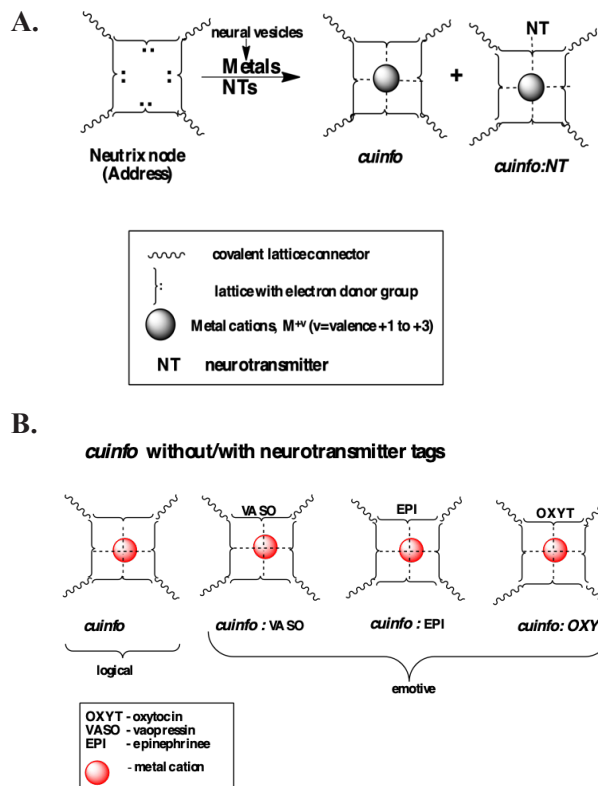 A.
neural vesicles
Metals
NTs
NT
+
Neutrix node
(Address)
cuinfo
cuinfo:NT
covalent lattice connector
: lattice with electron donor group
Metal cations, M+v (v=valence +1 to +3)
NT neurotransmitter
B.
cuinfo without/with neurotransmitter tags
VASO
EPI
OXYT
cuinfo
cuinfo : VASO
cuinfo : EPI
cuinfo: OXY
logical
emotive
OXYT - oxytocin
VASO - vaopressin
EPI - epinephrinee
- metal cation